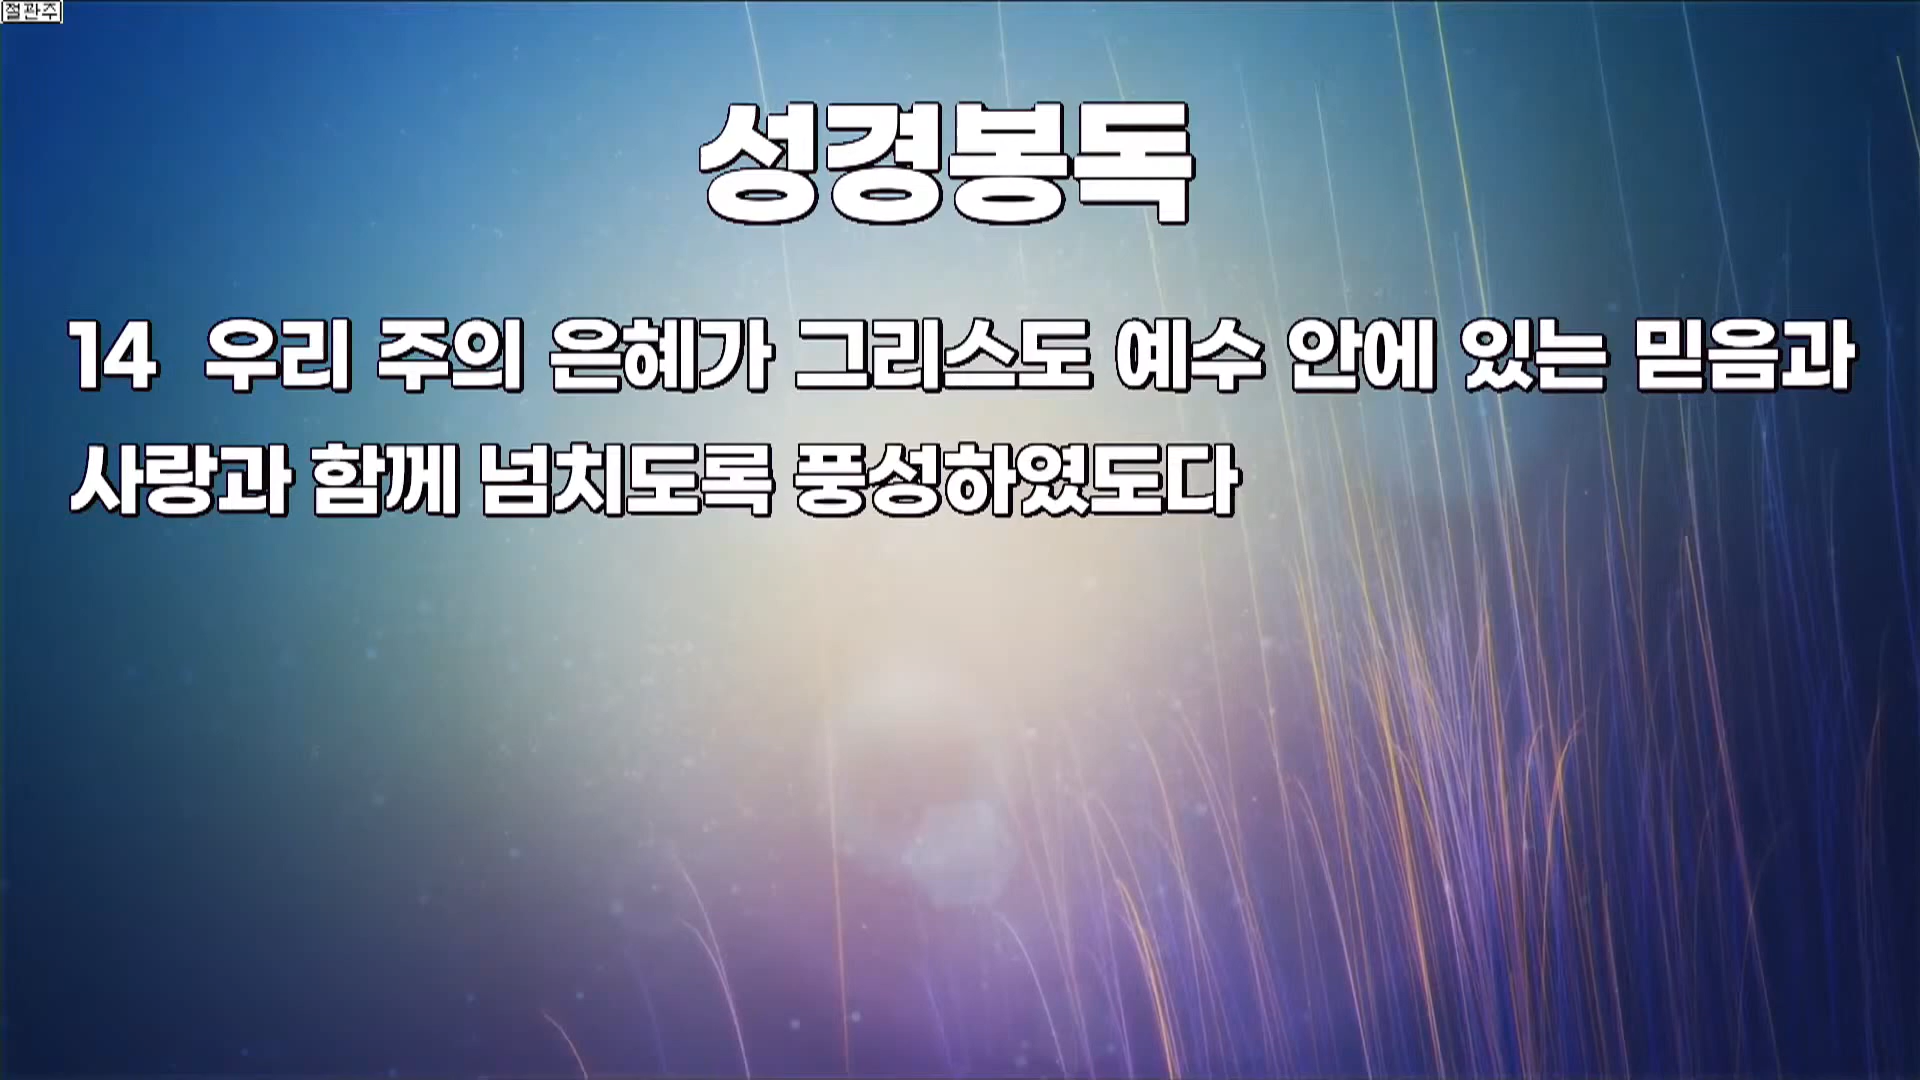 절관주
성경봉독
14 우리 주의 은혜가 그리스도 예수 안에 있는 믿음과
사랑과 함께 넘치도록 풍성하였도다